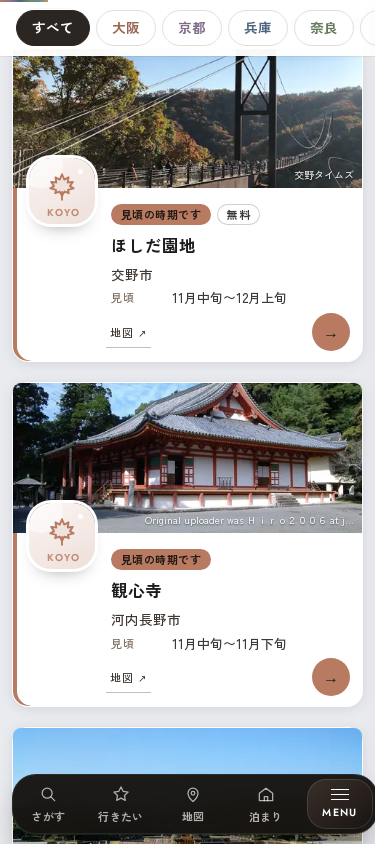 すべて 大阪 京都 兵庫 奈良
交野タイムズ
KOYO
見頃の時期です 無料
ほしだ園地
交野市
見頃 11月中旬〜12月上旬
地図 ↗
→
Original uploader was Ｈｉｒｏ２００６ at j...
KOYO
見頃の時期です
観心寺
河内長野市
見頃 11月中旬〜11月下旬
地図 ↗
→
さがす 行きたい 地図 泊まり MENU